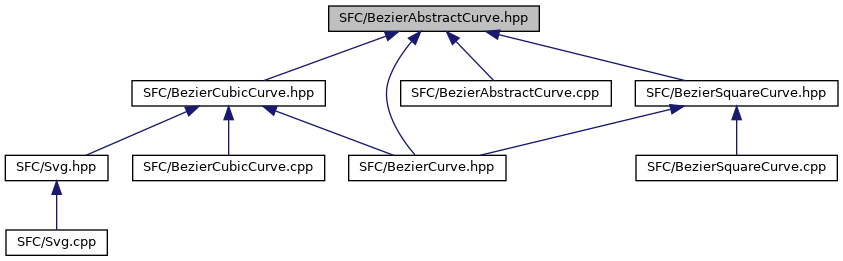 SFC/BezierAbstractCurve.hpp
SFC/BezierCubicCurve.hpp
SFC/BezierAbstractCurve.cpp
SFC/BezierSquareCurve.hpp
SFC/Svg.hpp
SFC/BezierCubicCurve.cpp
SFC/BezierCurve.hpp
SFC/BezierSquareCurve.cpp
SFC/Svg.cpp